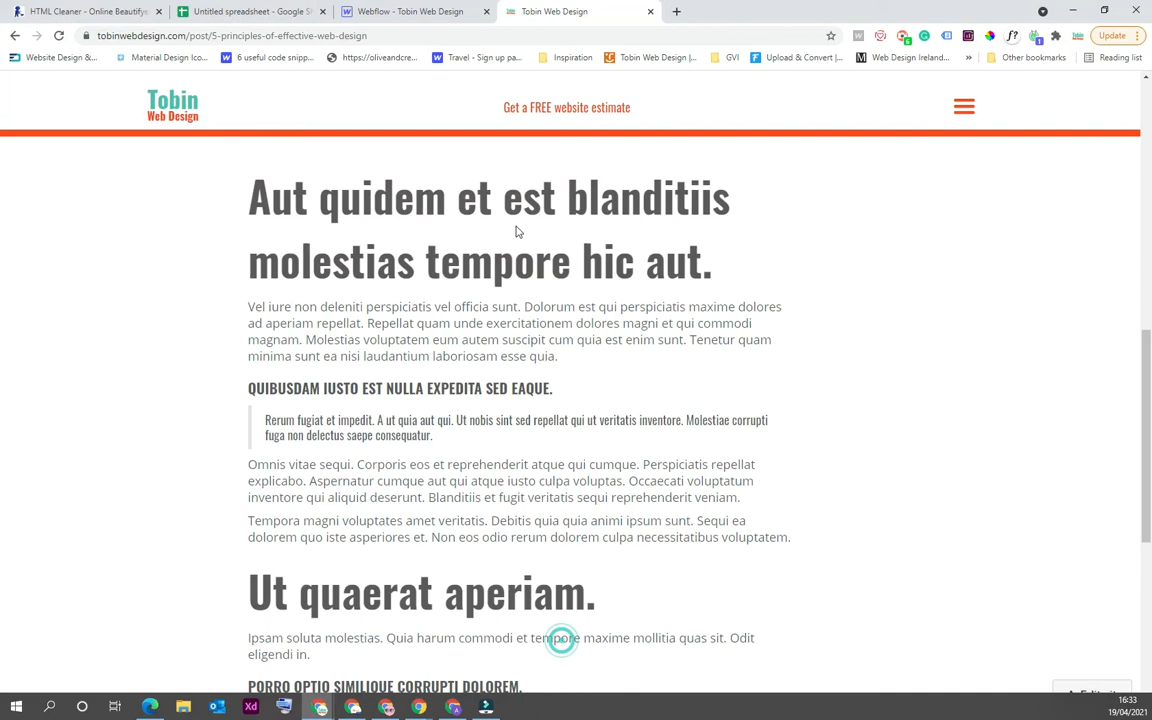 HTML Cleaner - Online Beautifye
Untitled spreadsheet - Google S
Webflow - Tobin Web Design
Tobin Web Design
tobinwebdesign.com/post/5-principles-of-effective-web-design
Update
Website Design &...
Material Design Ico...
6 useful code snipp...
https://oliveandcre...
Travel - Sign up pa...
Inspiration
Tobin Web Design |...
GVI
Upload & Convert |...
Web Design Ireland...
»
Other bookmarks
Reading list
Tobin
Web Design
Get a FREE website estimate
Aut quidem et est blanditiis
molestias tempore hic aut.
Vel iure non deleniti perspiciatis vel officia sunt. Dolorum est qui perspiciatis maxime dolores
ad aperiam repellat. Repellat quam unde exercitationem dolores magni et qui commodi
magnam. Molestias voluptatem eum autem suscipit cum quia est enim sunt. Tenetur quam
minima sunt ea nisi laudantium laboriosam esse quia.
QUIBUSDAM IUSTO EST NULLA EXPEDITA SED EAQUE.
Rerum fugiat et impedit. A ut quia aut qui. Ut nobis sint sed repellat qui ut veritatis inventore. Molestiae corrupti
fuga non delectus saepe consequatur.
Omnis vitae sequi. Corporis eos et reprehenderit atque qui cumque. Perspiciatis repellat
explicabo. Aspernatur cumque aut qui atque iusto culpa voluptas. Occaecati voluptatum
inventore qui aliquid deserunt. Blanditiis et fugit veritatis sequi reprehenderit veniam.
Tempora magni voluptates amet veritatis. Debitis quia quia animi ipsum sunt. Sequi ea
dolorem quo iste asperiores et. Non eos odio rerum dolorem culpa necessitatibus voluptatem.
Ut quaerat aperiam.
Ipsam soluta molestias. Quia harum commodi et tempore maxime mollitia quas sit. Odit
eligendi in.
PORRO OPTIO SIMILIQUE CORRUPTI DOLOREM.
16:33
19/04/2021